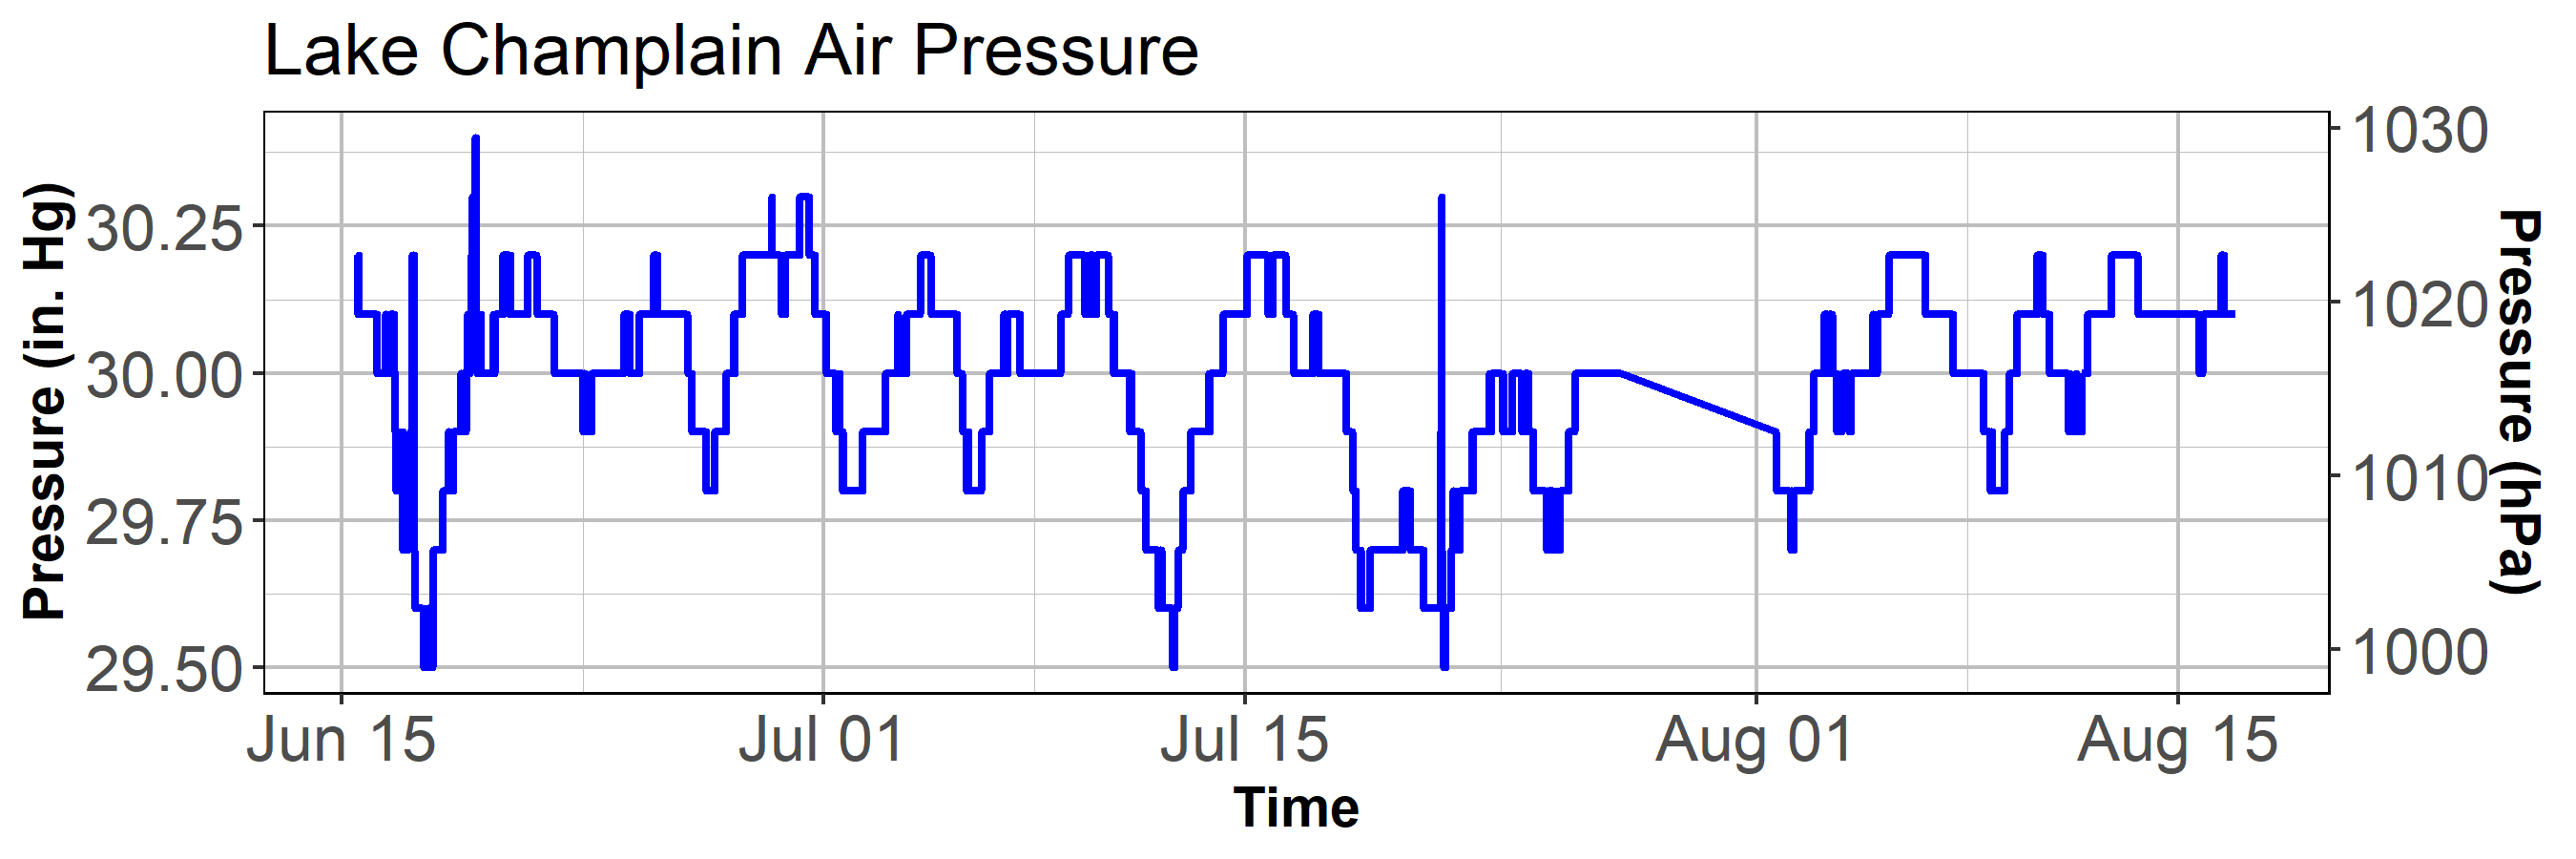 Lake Champlain Air Pressure
Pressure (in. Hg)
30.25
30.00
29.75
29.50
1030
1020
1010
1000
Pressure (hPa)
Jun 15
Jul 01
Jul 15
Aug 01
Aug 15
Time